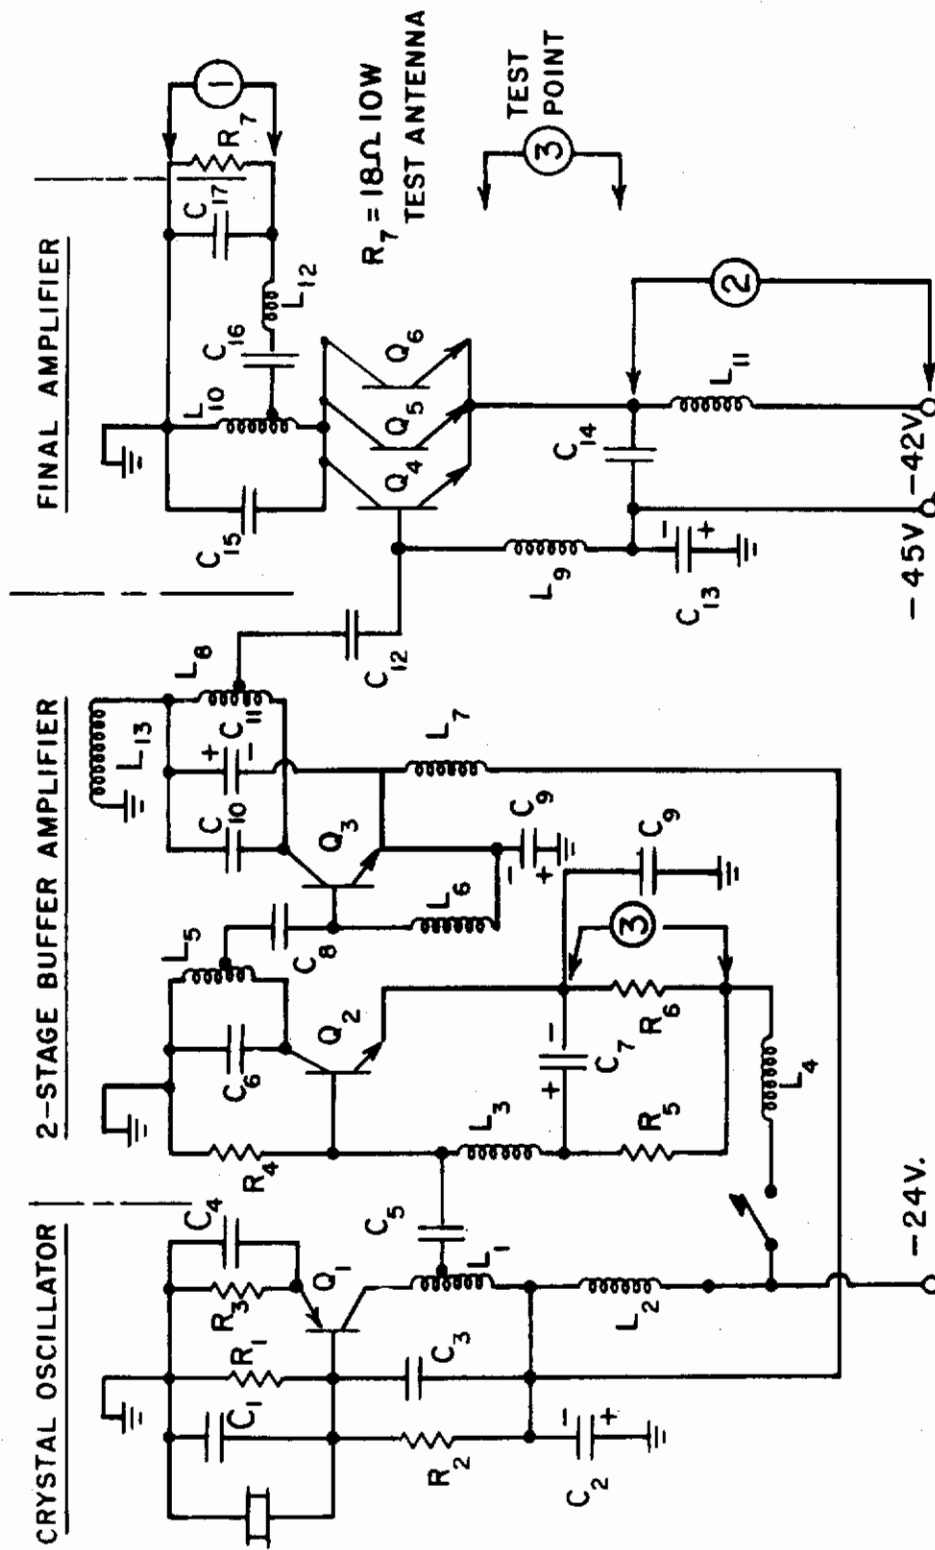 CRYSTAL OSCILLATOR
2-STAGE BUFFER AMPLIFIER
FINAL AMPLIFIER
C1
R1
R3
C4
Q1
R2
C3
C2
L1
L2
C5
-24V.
R4
C6
L5
Q2
L3
C7
R5
R6
3
C9
L4
C8
L6
Q3
C10
C11
L13
L8
L7
C9
C12
C15
L10
C16
L12
C17
R7
1
Q4
Q5
Q6
L9
C13
C14
L11
2
-45V
-42V
R7 = 18Ω 10W
TEST ANTENNA
3
TEST
POINT